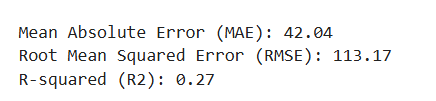 Mean Absolute Error (MAE): 42.04
Root Mean Squared Error (RMSE): 113.17
R-squared (R2): 0.27